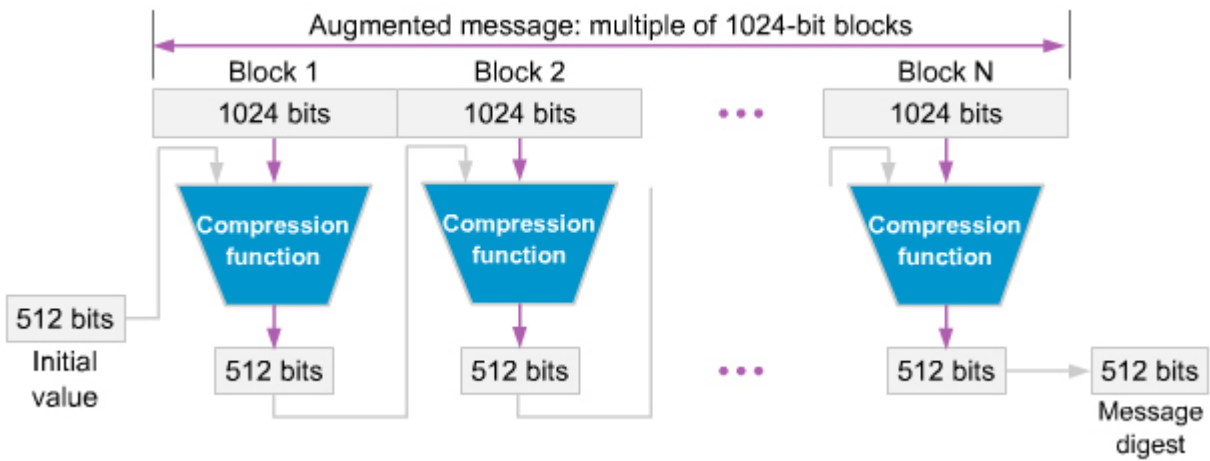 Augmented message: multiple of 1024-bit blocks
Block 1
Block 2
Block N
1024 bits
1024 bits
1024 bits
Compression
function
Compression
function
Compression
function
512 bits
Initial
value
512 bits
512 bits
512 bits
512 bits
Message
digest